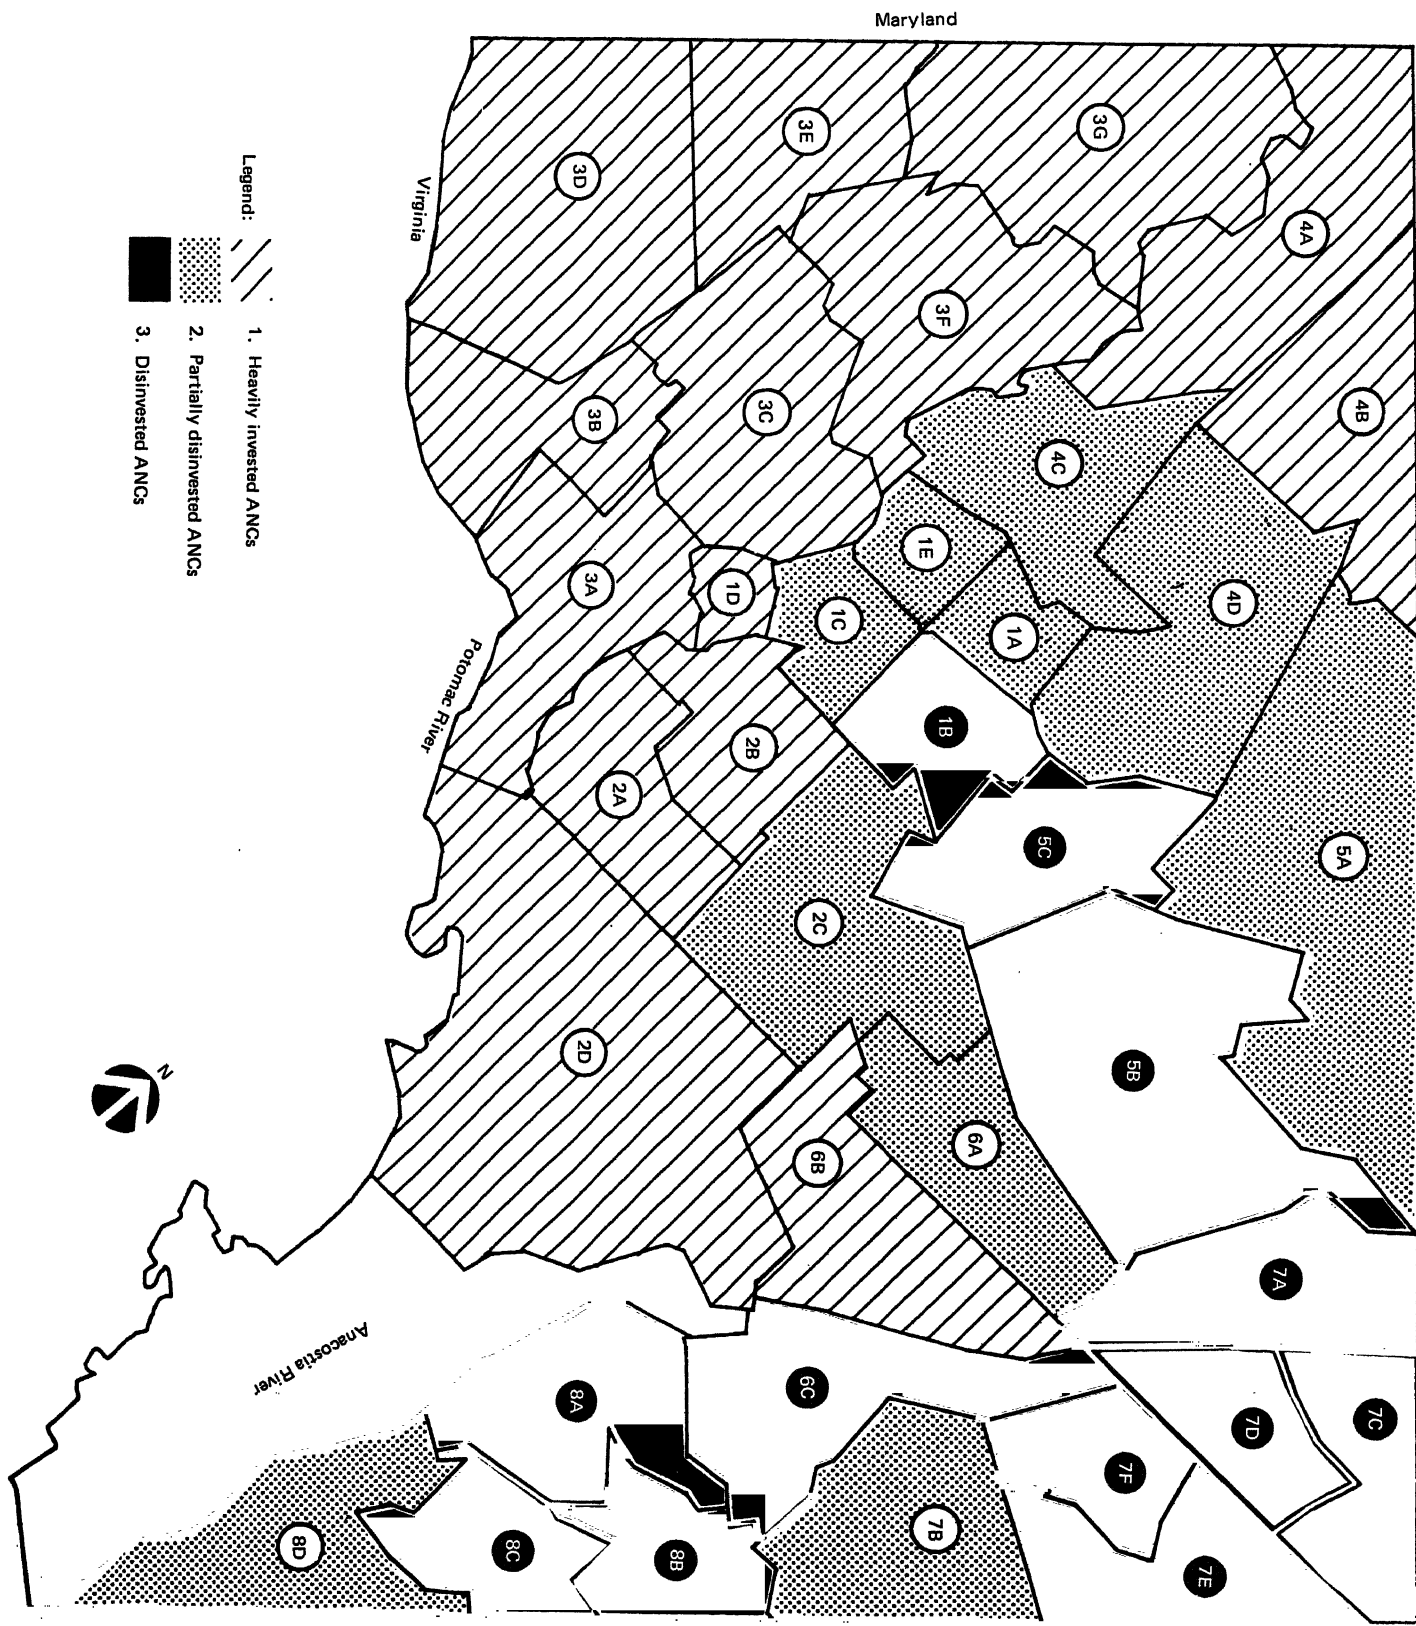 Maryland
3D
3E
3G
4A
Virginia
3F
4B
3B
3C
4C
3A
1D
1E
1C
1A
4D
Potomac River
2A
2B
1B
5C
5A
2C
2D
5B
6B
6A
N
7A
Anacostia River
8A
6C
7C
7D
7F
7B
8D
8C
8B
7E
Legend:
1. Heavily invested ANCs
2. Partially disinvested ANCs
3. Disinvested ANCs